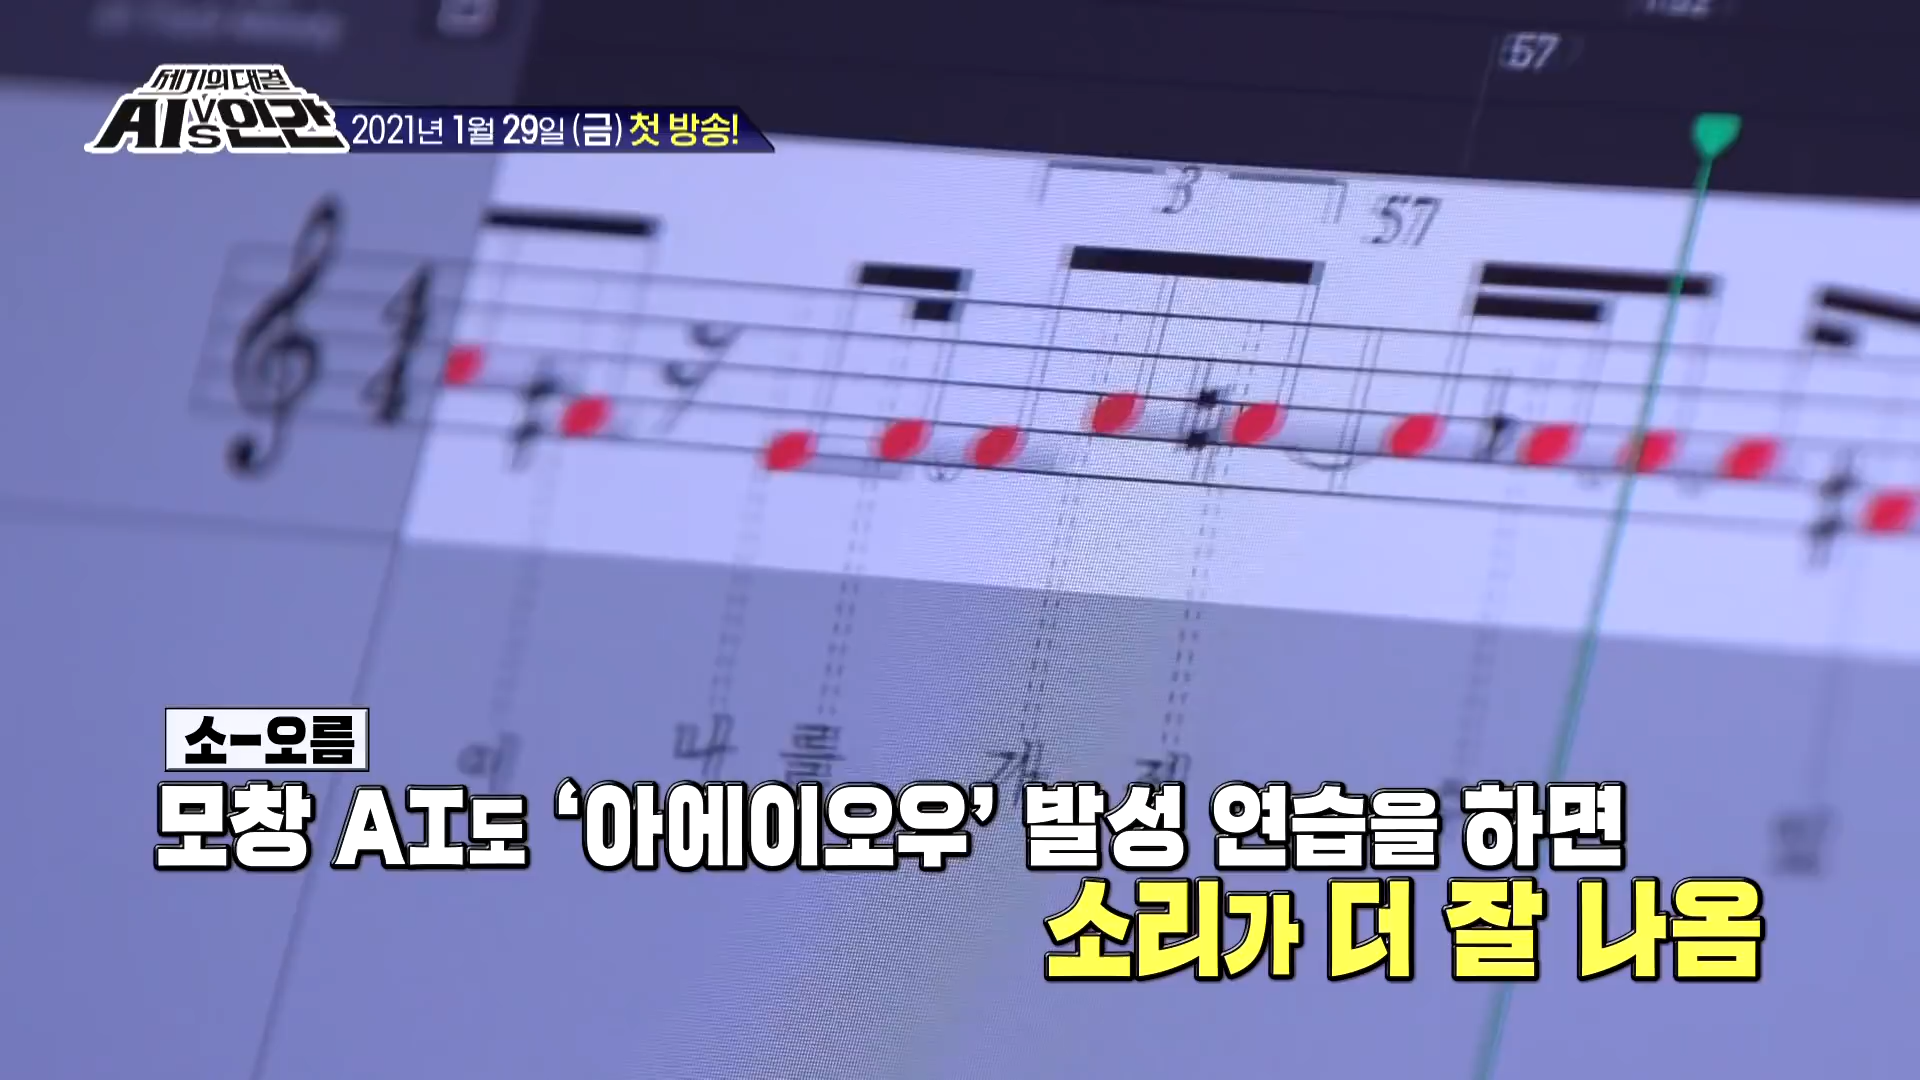 세기의 대결
AI VS 인간
2021년 1월 29일 (금) 첫 방송!
57
3
57
나 를
소-오름
모창 AI도 ‘아에이오우’ 발성 연습을 하면
소리가 더 잘 나옴